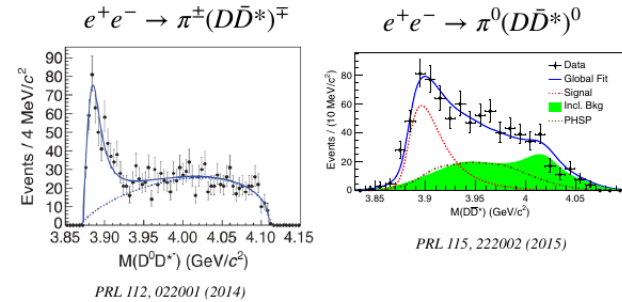 e⁺e⁻ → π±(DD̄*)∓
90
80
70
60
50
40
30
20
10
0
Events / 4 MeV/c²
3.85 3.90 3.95 4.00 4.05 4.10 4.15
M(D⁰D*⁻) (GeV/c²)
PRL 112, 022001 (2014)
e⁺e⁻ → π⁰(DD̄*)⁰
Data
Global Fit
Signal
Incl. Bkg
PHSP
80
60
40
20
0
Events / (10 MeV/c²)
3.85 3.9 3.95 4 4.05
M(DD̄*) (GeV/c²)
PRL 115, 222002 (2015)